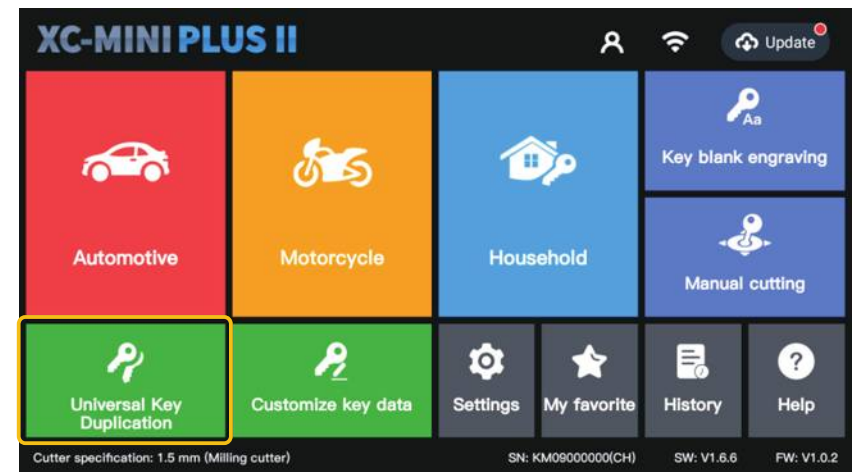 XC-MINI PLUS II
Update
Automotive
Motorcycle
Household
Aa
Key blank engraving
Manual cutting
Universal Key
Duplication
Customize key data
Settings
My favorite
History
?
Help
Cutter specification: 1.5 mm (Milling cutter)
SN: KM09000000(CH)
SW: V1.6.6
FW: V1.0.2